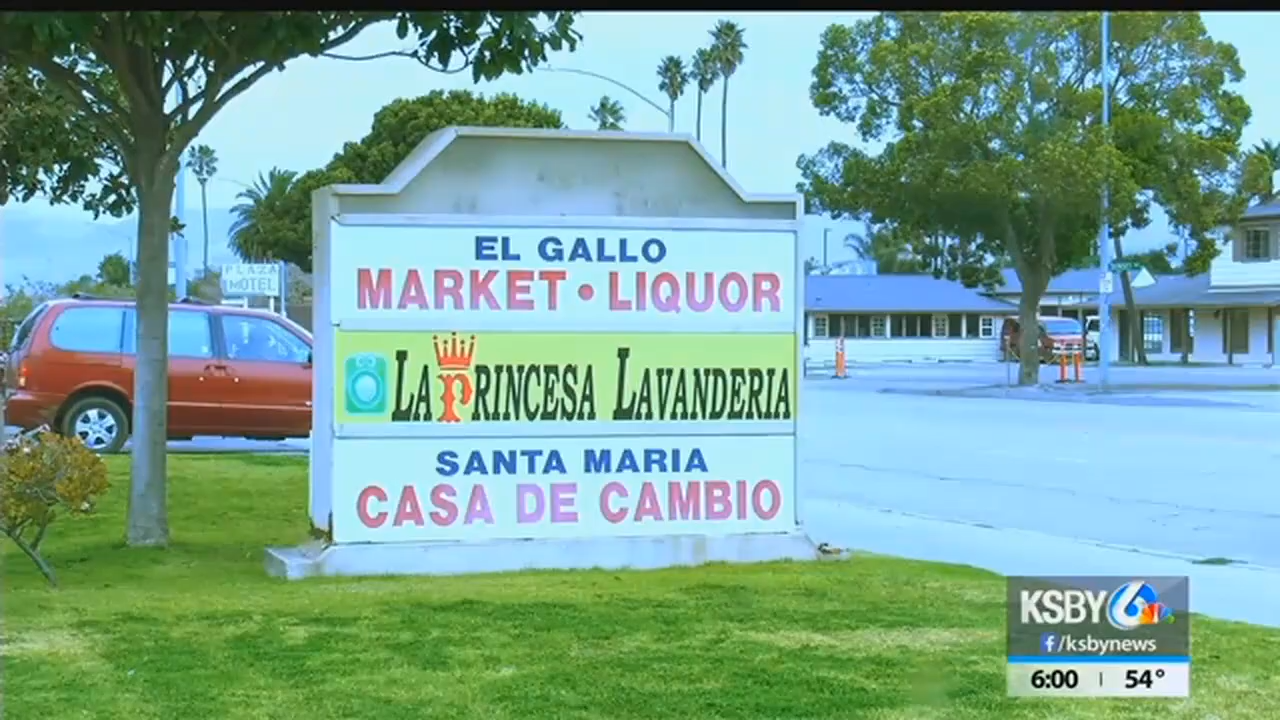 PLAZA
MOTEL
EL GALLO
MARKET • LIQUOR
LA PRINCESA LAVANDERIA
SANTA MARIA
CASA DE CAMBIO
KSBY 6
f/ksbynews
6:00 | 54°